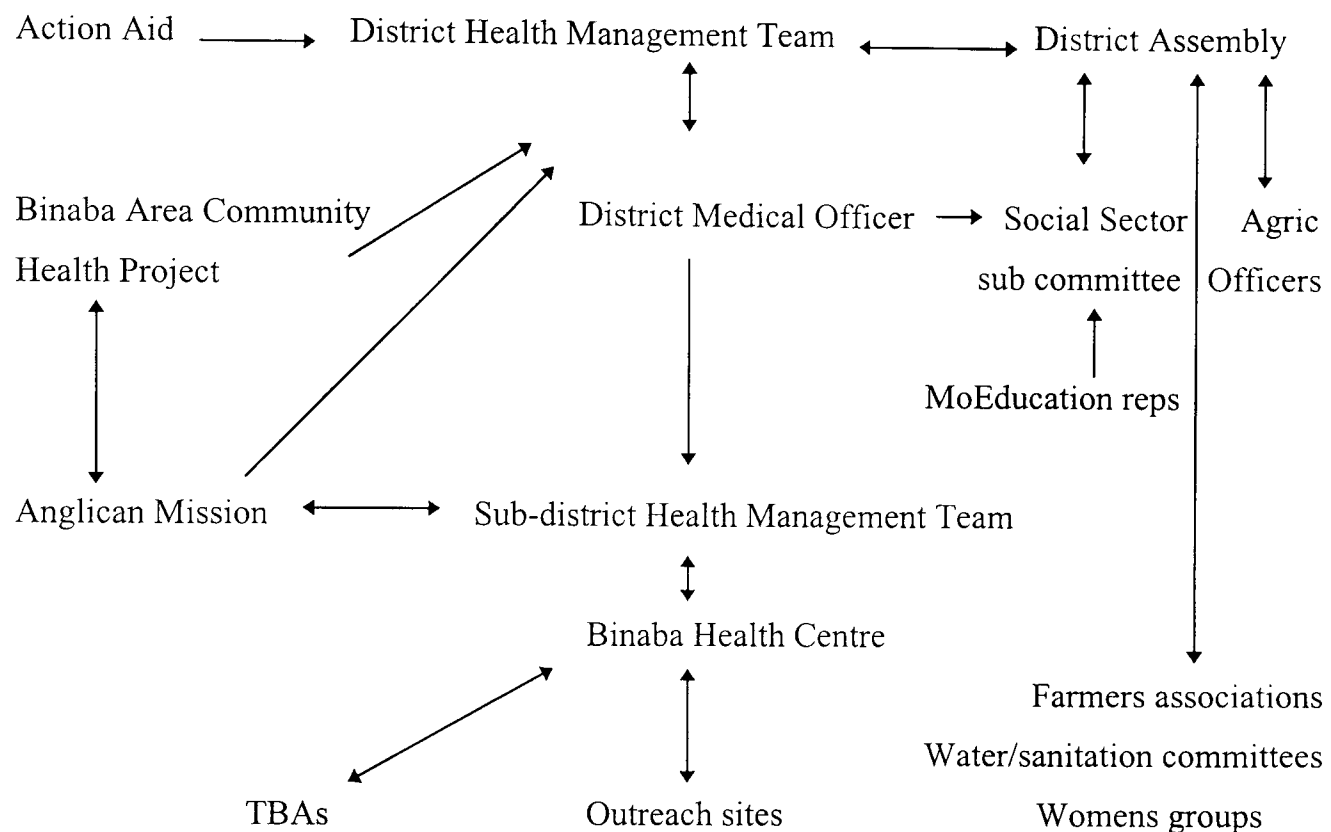 Action Aid
District Health Management Team
District Assembly
Binaba Area Community
Health Project
District Medical Officer
Social Sector
sub committee
Agric
Officers
MoEducation reps
Anglican Mission
Sub-district Health Management Team
Binaba Health Centre
Farmers associations
Water/sanitation committees
Womens groups
TBAs
Outreach sites